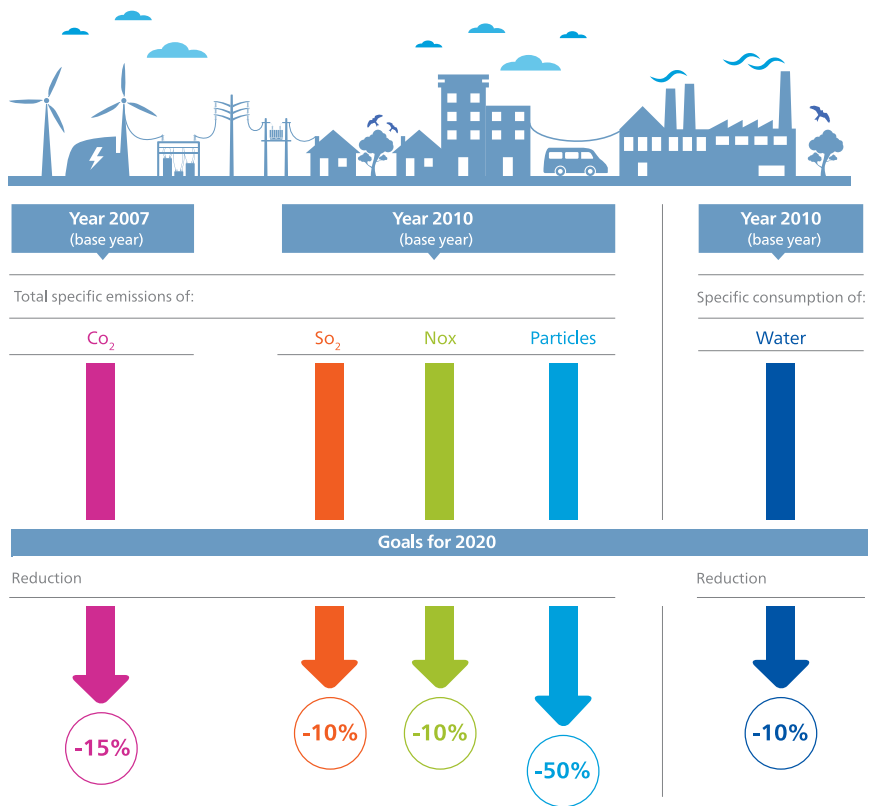 Year 2007
(base year)
Year 2010
(base year)
Year 2010
(base year)
Total specific emissions of:
Specific consumption of:
Co₂
So₂
Nox
Particles
Water
Goals for 2020
Reduction
Reduction
-15%
-10%
-10%
-50%
-10%